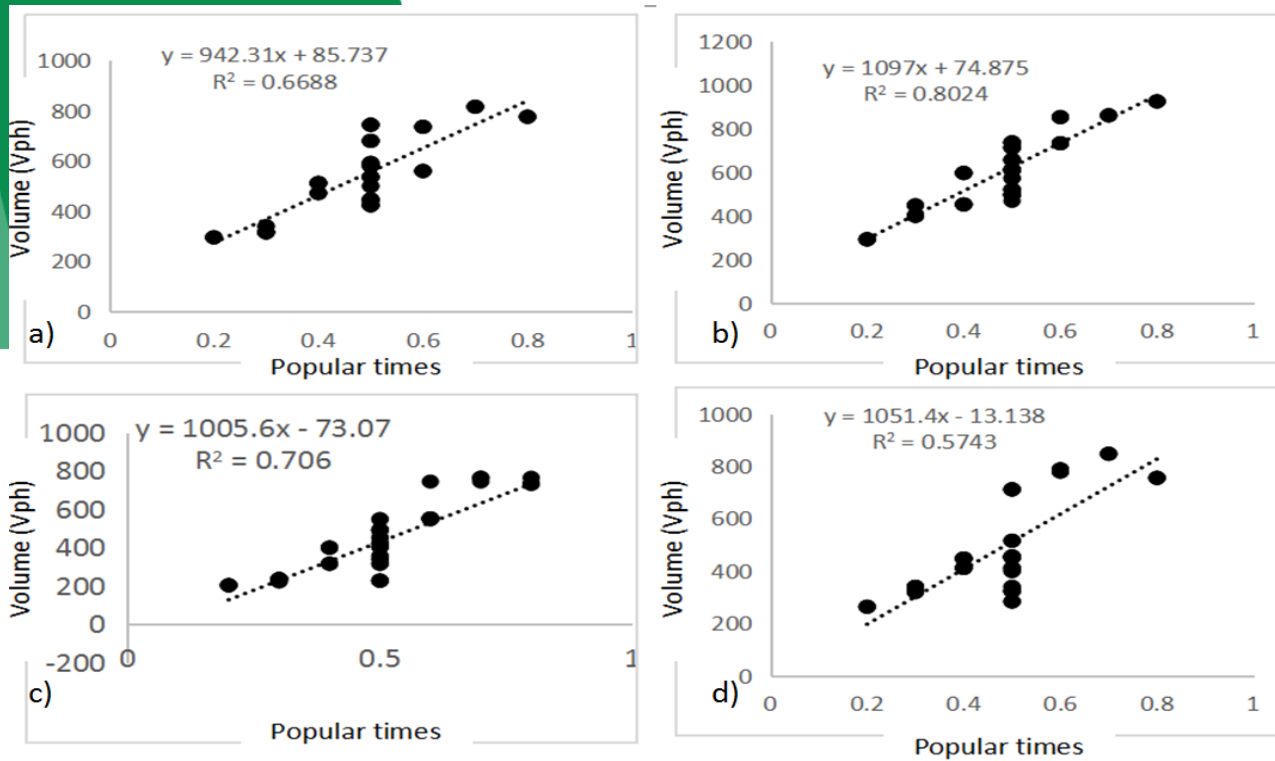 y = 942.31x + 85.737
R² = 0.6688
1000
800
600
400
200
0
Volume (Vph)
0 0.2 0.4 0.6 0.8 1
a)
Popular times
y = 1097x + 74.875
R² = 0.8024
1200
1000
800
600
400
200
0
Volume (Vph)
0 0.2 0.4 0.6 0.8 1
b)
Popular times
y = 1005.6x - 73.07
R² = 0.706
1000
800
600
400
200
0
-200
Volume (Vph)
0 0.5 1
c)
Popular times
y = 1051.4x - 13.138
R² = 0.5743
1000
800
600
400
200
0
Volume (Vph)
0 0.2 0.4 0.6 0.8 1
d)
Popular times